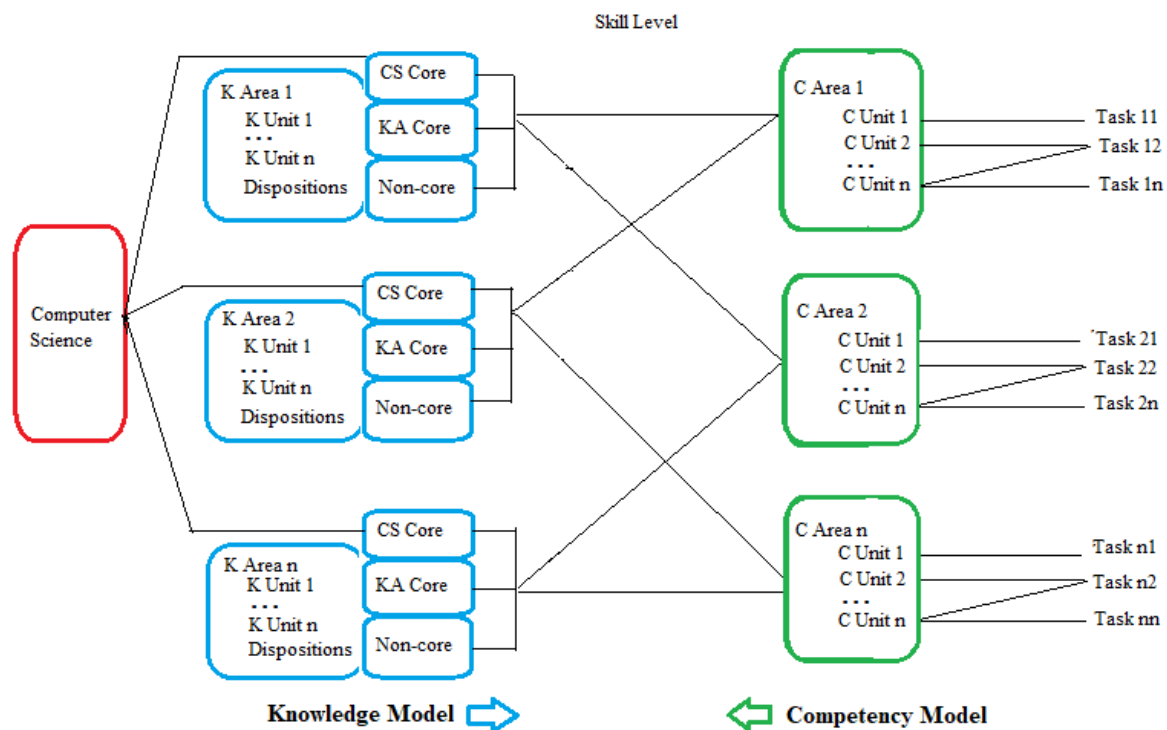 Skill Level
Computer
Science
K Area 1
K Unit 1
...
K Unit n
Dispositions
CS Core
KA Core
Non-core
K Area 2
K Unit 1
...
K Unit n
Dispositions
CS Core
KA Core
Non-core
K Area n
K Unit 1
...
K Unit n
Dispositions
CS Core
KA Core
Non-core
C Area 1
C Unit 1
C Unit 2
...
C Unit n
Task 11
Task 12
Task 1n
C Area 2
C Unit 1
C Unit 2
...
C Unit n
Task 21
Task 22
Task 2n
C Area n
C Unit 1
C Unit 2
...
C Unit n
Task n1
Task n2
Task nn
Knowledge Model
Competency Model